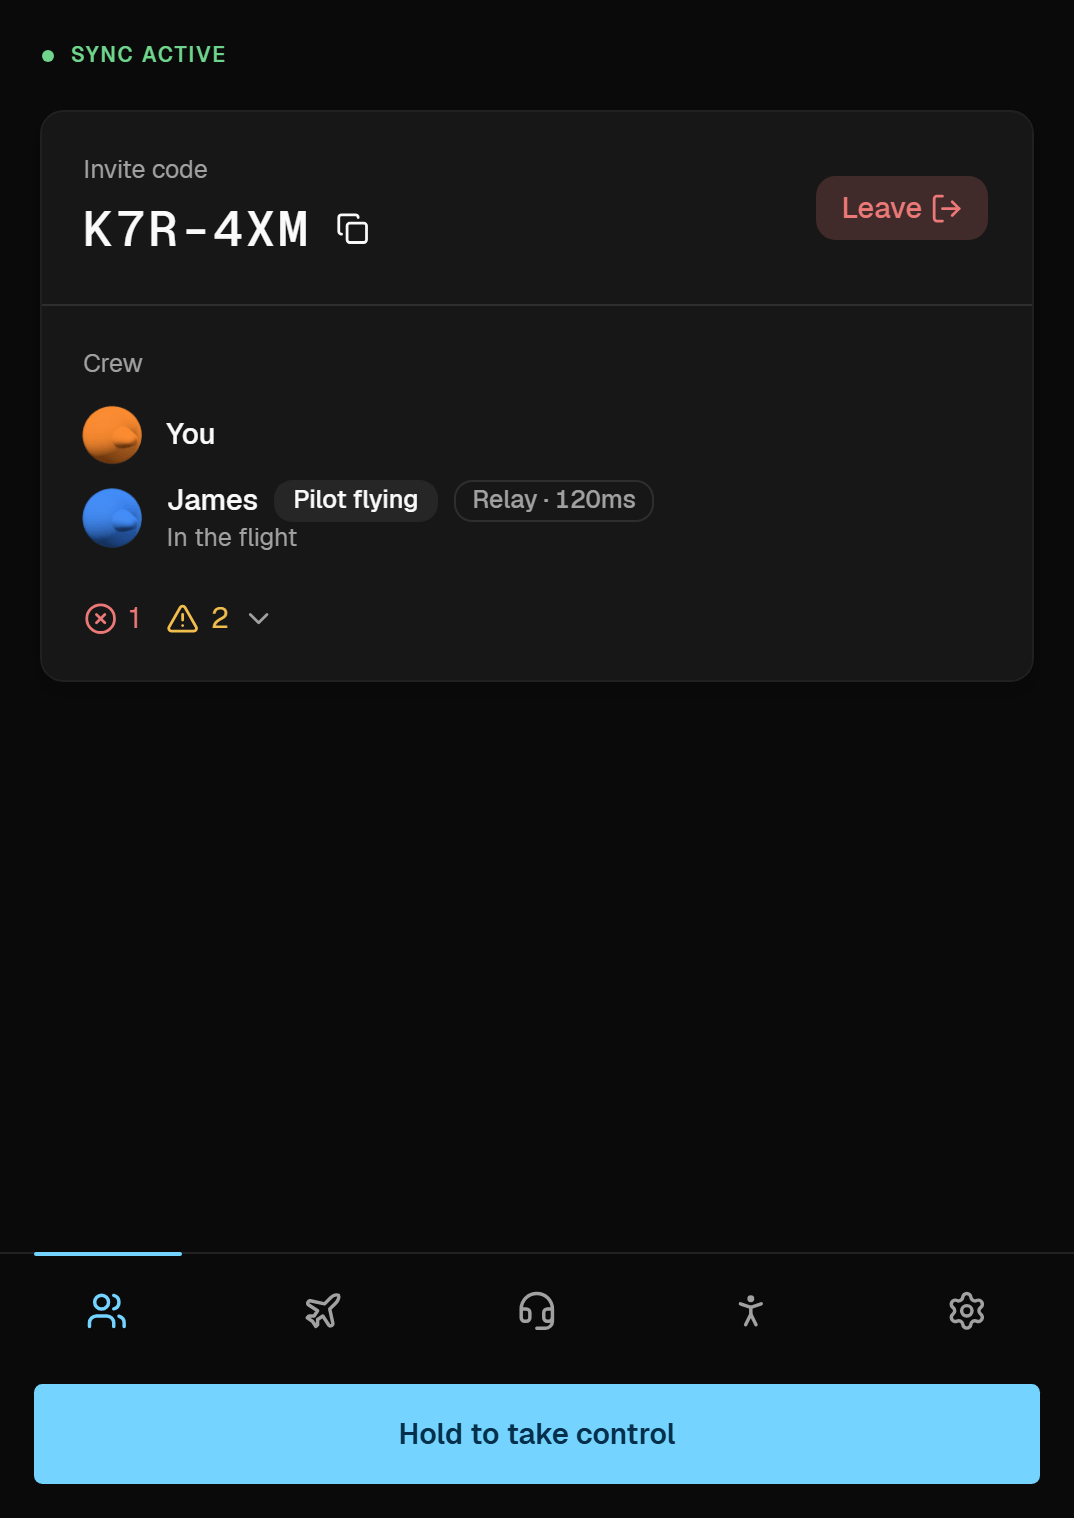 SYNC ACTIVE
Invite code
K7R-4XM
Leave
Crew
You
James Pilot flying Relay · 120ms
In the flight
1 2
Hold to take control